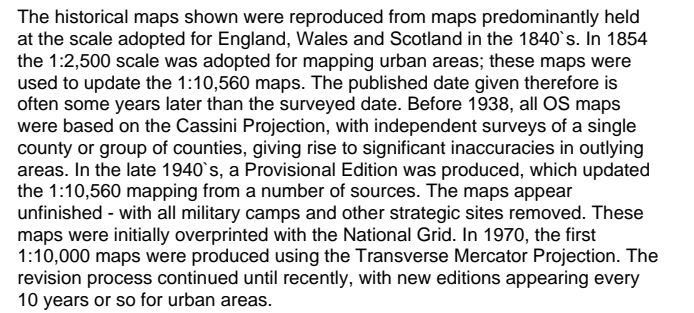 The historical maps shown were reproduced from maps predominantly held
at the scale adopted for England, Wales and Scotland in the 1840`s. In 1854
the 1:2,500 scale was adopted for mapping urban areas; these maps were
used to update the 1:10,560 maps. The published date given therefore is
often some years later than the surveyed date. Before 1938, all OS maps
were based on the Cassini Projection, with independent surveys of a single
county or group of counties, giving rise to significant inaccuracies in outlying
areas. In the late 1940`s, a Provisional Edition was produced, which updated
the 1:10,560 mapping from a number of sources. The maps appear
unfinished - with all military camps and other strategic sites removed. These
maps were initially overprinted with the National Grid. In 1970, the first
1:10,000 maps were produced using the Transverse Mercator Projection. The
revision process continued until recently, with new editions appearing every
10 years or so for urban areas.